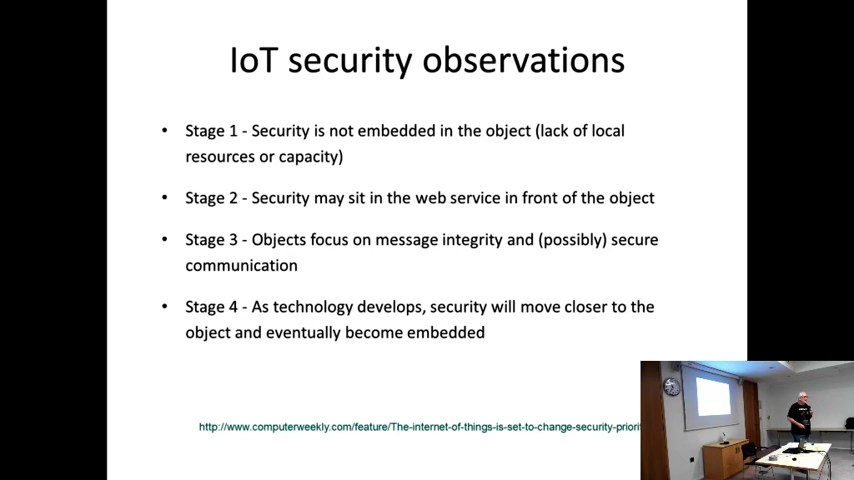 IoT security observations
• Stage 1 - Security is not embedded in the object (lack of local
resources or capacity)
• Stage 2 - Security may sit in the web service in front of the object
• Stage 3 - Objects focus on message integrity and (possibly) secure
communication
• Stage 4 - As technology develops, security will move closer to the
object and eventually become embedded
http://www.computerweekly.com/feature/The-internet-of-things-is-set-to-change-security-priorit